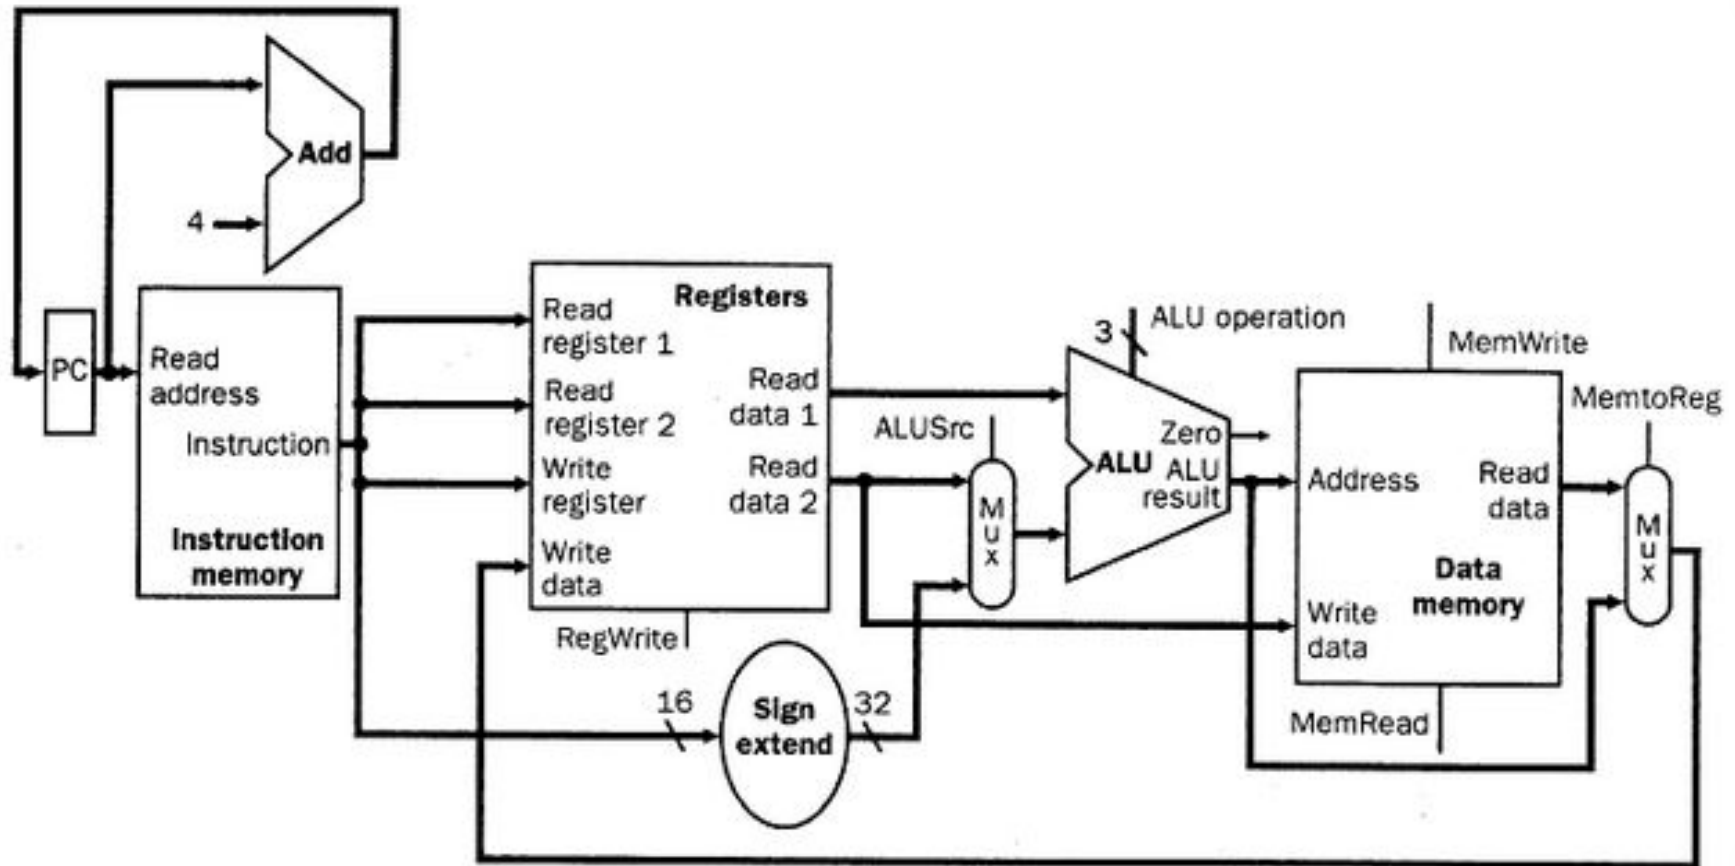 Add
4
PC
Read
address
Instruction
Instruction
memory
Registers
Read
register 1
Read
register 2
Write
register
Write
data
Read
data 1
Read
data 2
RegWrite
16
Sign
extend
32
ALUSrc
M
u
x
3
ALU operation
Zero
ALU
ALU
result
MemWrite
Address
Read
data
Data
memory
Write
data
MemRead
MemtoReg
M
u
x